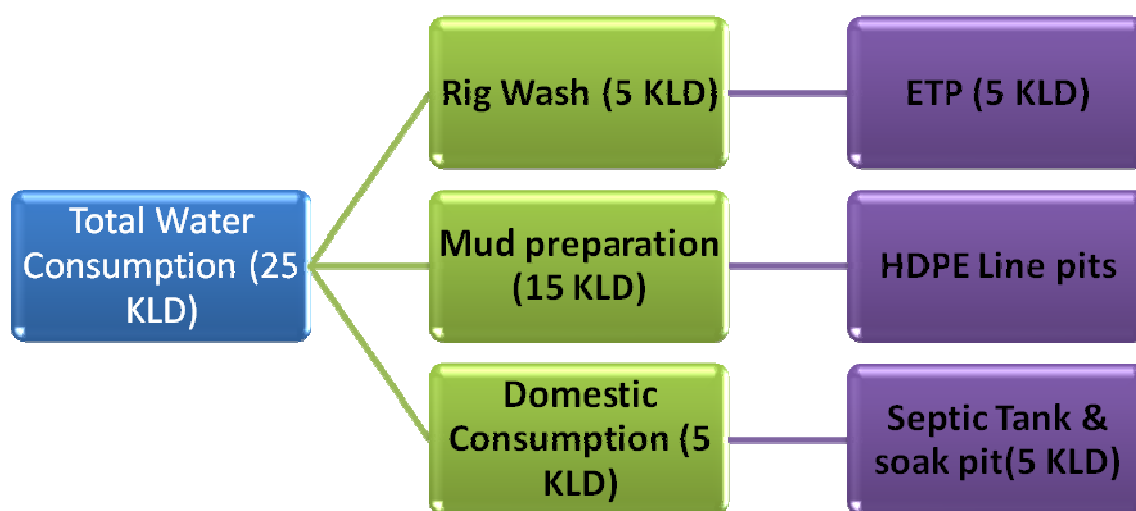 Total Water
Consumption (25
KLD)
Rig Wash (5 KLD)
ETP (5 KLD)
Mud preparation
(15 KLD)
HDPE Line pits
Domestic
Consumption (5
KLD)
Septic Tank &
soak pit(5 KLD)